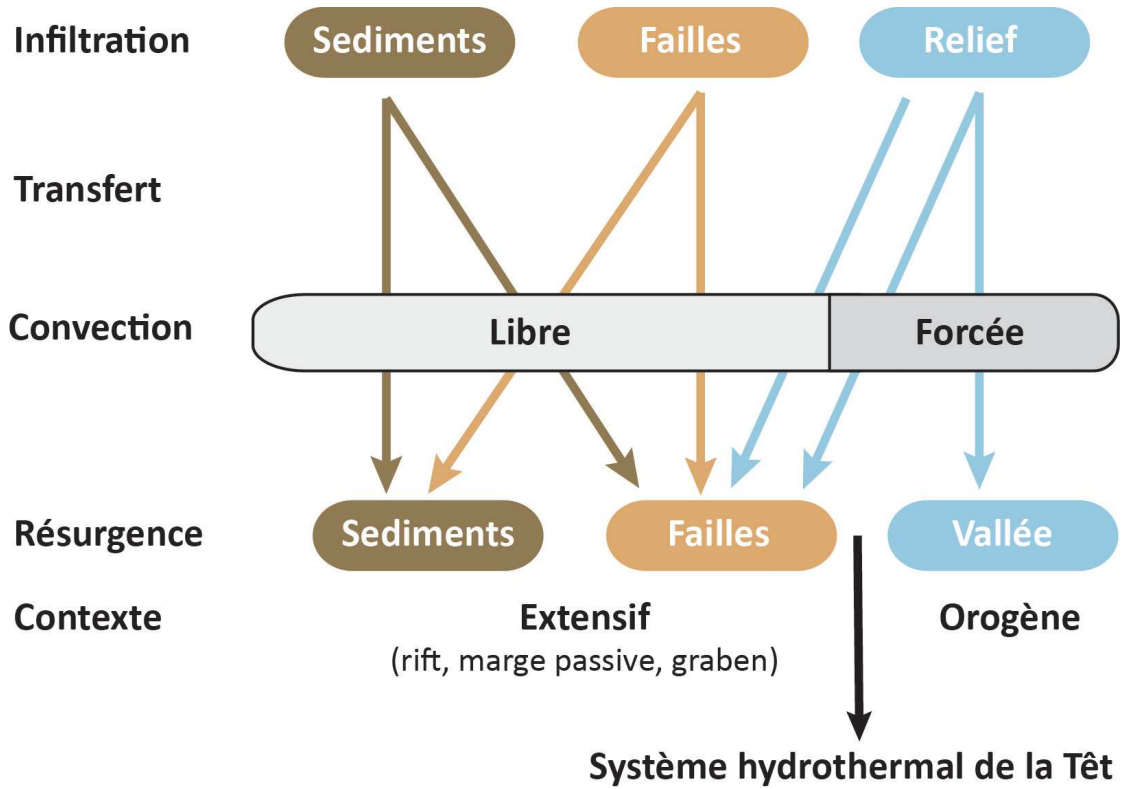 Infiltration Sediments Failles Relief
Transfert
Convection Libre Forcée
Résurgence Sediments Failles Vallée
Contexte Extensif Orogène
(rift, marge passive, graben)
Système hydrothermal de la Têt